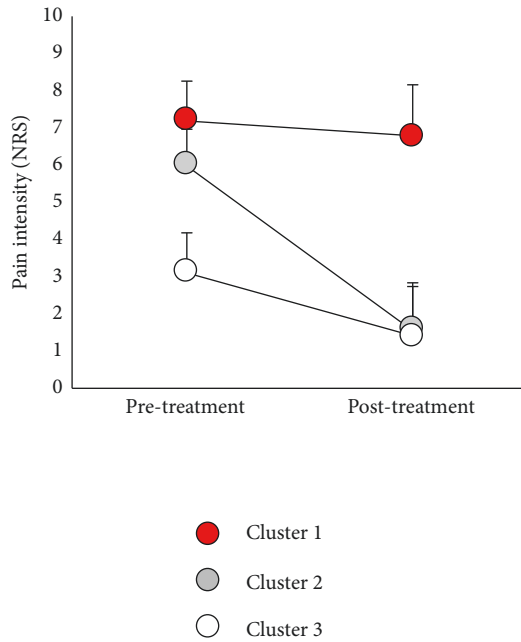 10
9
8
7
6
5
4
3
2
1
0
Pain intensity (NRS)
Pre-treatment
Post-treatment
Cluster 1
Cluster 2
Cluster 3